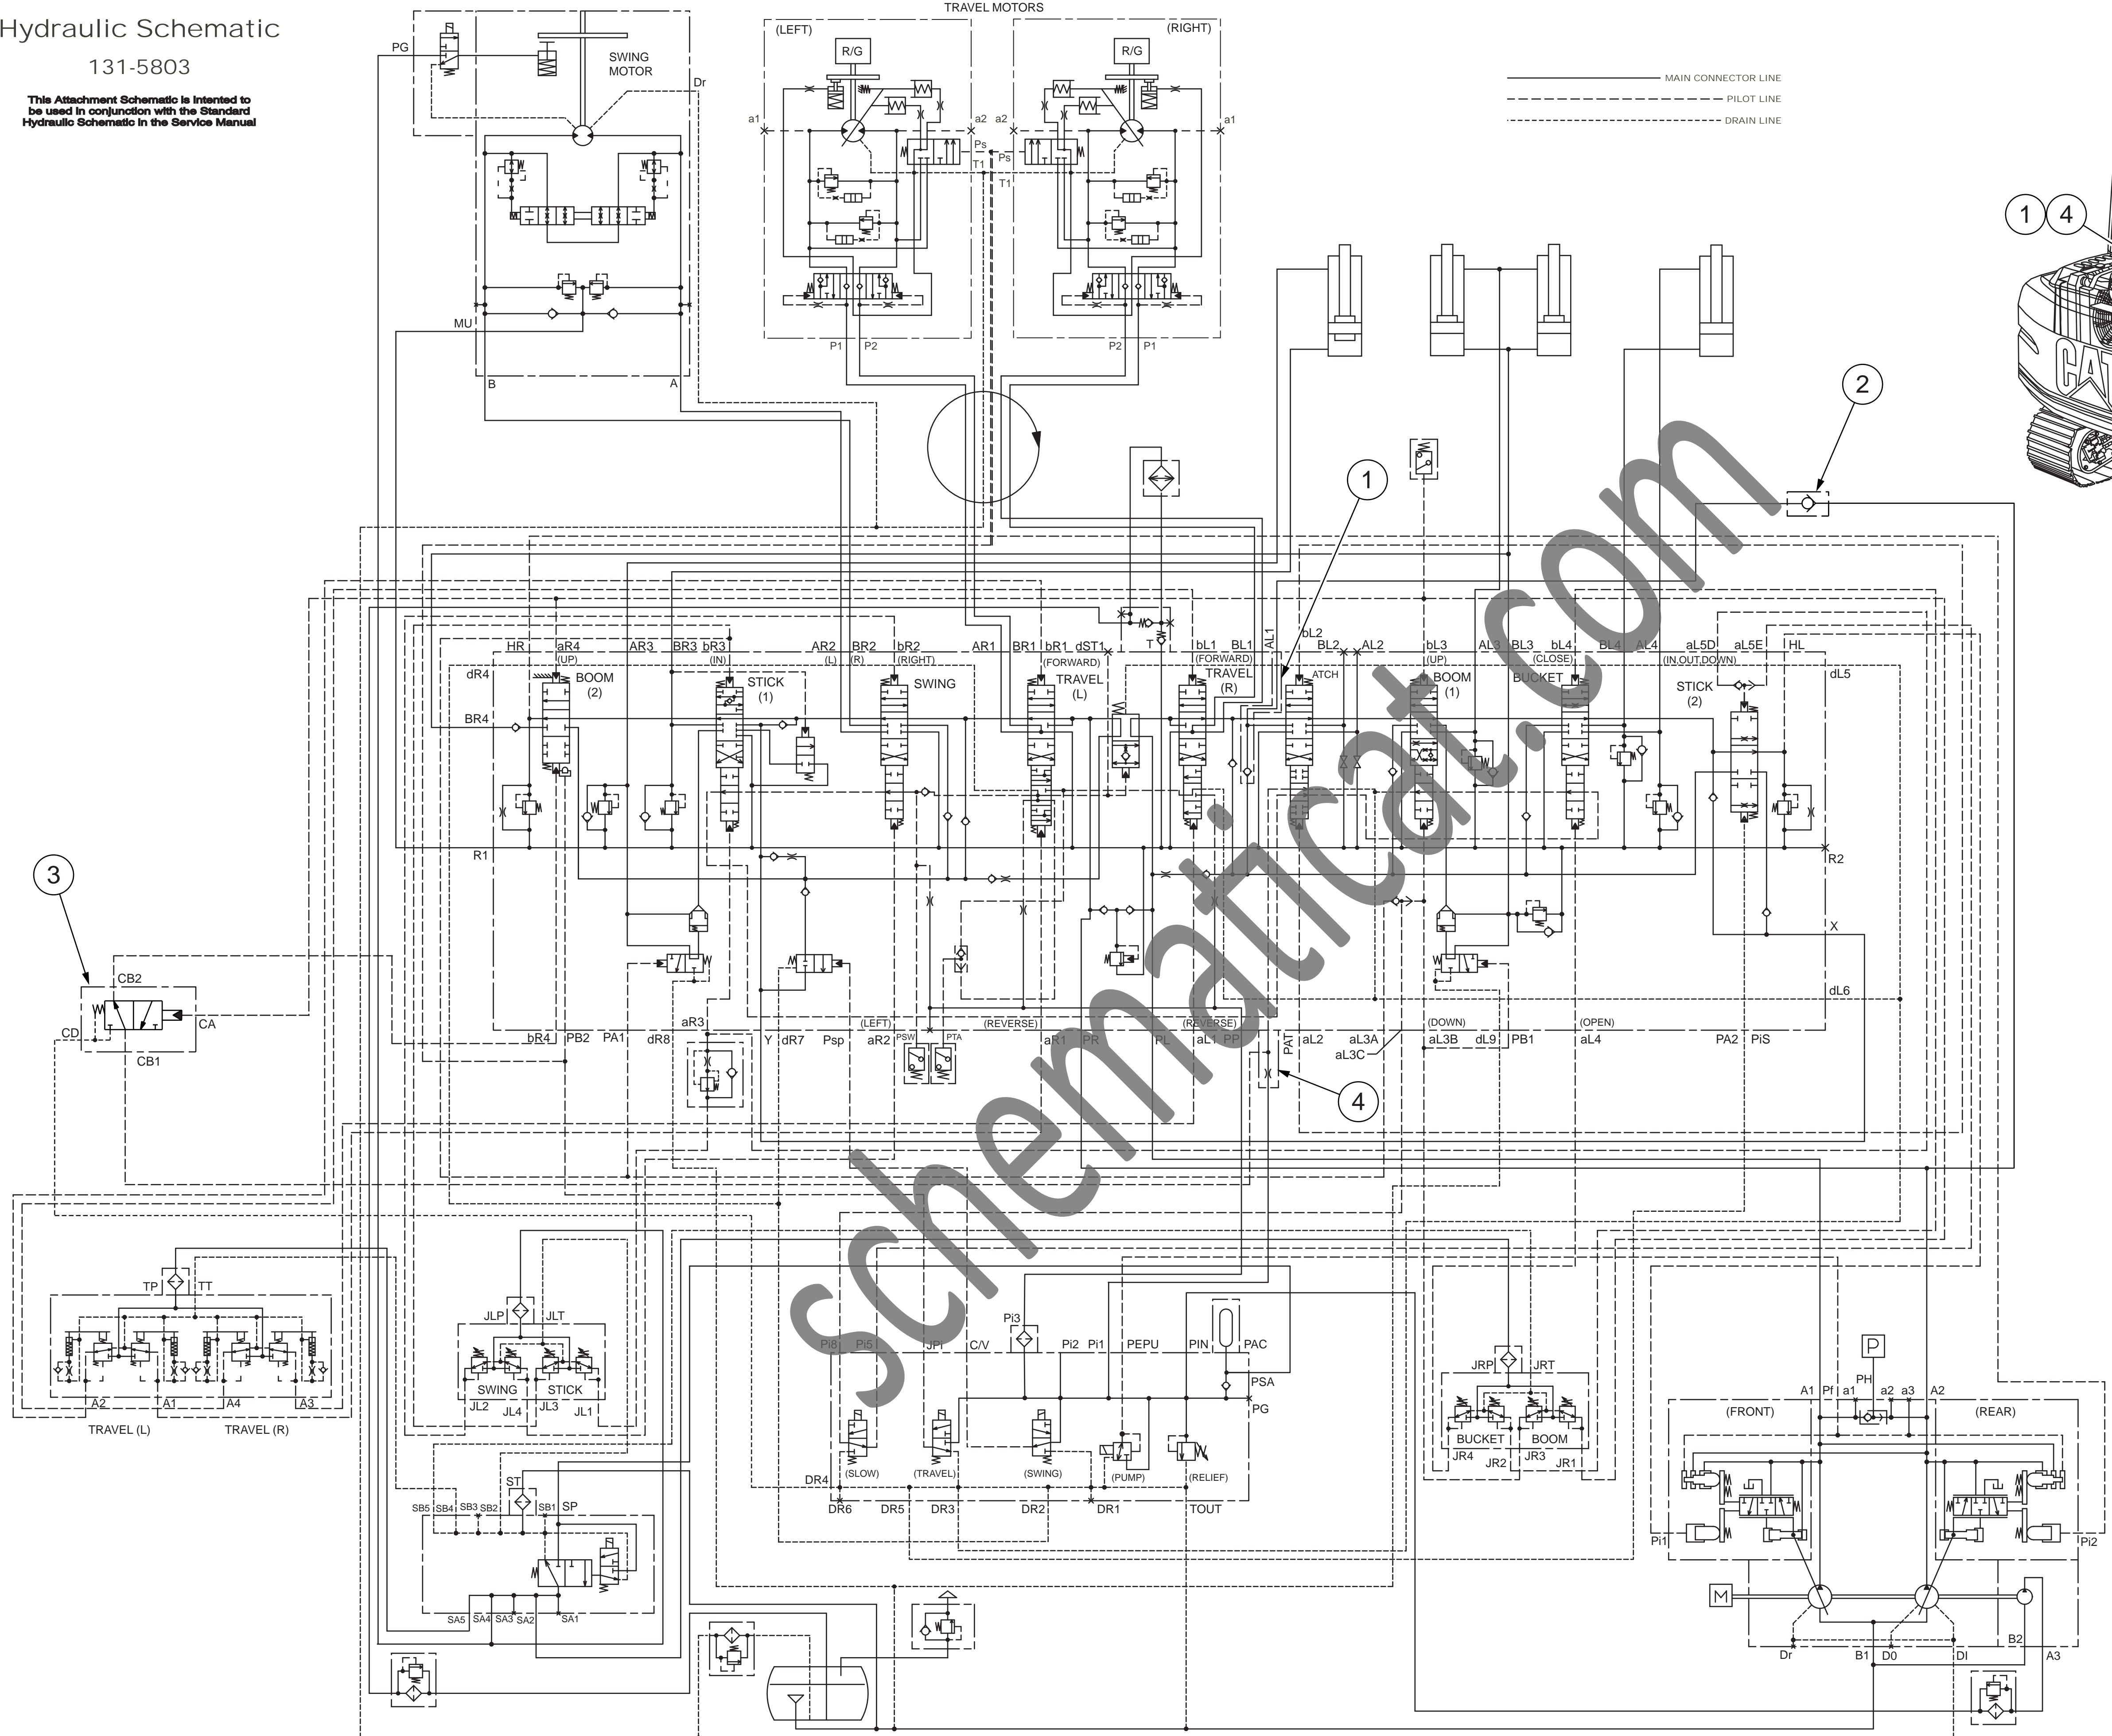 Hydraulic Schematic
131-5803
This Attachment Schematic is intented to
be used in conjunction with the Standard
Hydraulic Schematic in the Service Manual
TRAVEL MOTORS
(LEFT)
(RIGHT)
R/G
R/G
PG
SWING
MOTOR
Dr
MAIN CONNECTOR LINE
PILOT LINE
DRAIN LINE
a1
a2
a2
a1
Ps
Ps
T1
T1
1
4
CAT
MU
P1
P2
P2
P1
B
A
2
1
HR
aR4
(UP)
AR3
BR3
bR3
(IN)
AR2
(L)
BR2
(R)
bR2
(RIGHT)
AR1
BR1
bR1
(FORWARD)
dST1
T
bL1
(FORWARD)
BL1
AL1
bL2
BL2
AL2
bL3
(UP)
AL3
BL3
bL4
(CLOSE)
BL4
AL4
aL5D
aL5E
(IN,OUT,DOWN)
HL
dR4
BOOM
(2)
STICK
(1)
SWING
TRAVEL
(L)
TRAVEL
(R)
ATCH
BOOM
(1)
BUCKET
STICK
(2)
dL5
BR4
R1
R2
3
X
CB2
CD
CA
CB1
dL6
bR4
PB2
PA1
dR8
aR3
Y
dR7
Psp
(LEFT)
aR2
PSW
PTA
(REVERSE)
aR1
PR
PL
(REVERSE)
aL1
PP
PAT
aL2
aL3A
aL3C
(DOWN)
aL3B
dL9
PB1
(OPEN)
aL4
PA2
PiS
4
TP
TT
JLP
JLT
Pi8
Pi5
JPi
C/V
Pi3
Pi2
Pi1
PEPU
PIN
PAC
PSA
PG
JRP
JRT
P
PH
A1
Pf
a1
a2
a3
A2
(FRONT)
(REAR)
SWING
STICK
JL2
JL4
JL3
JL1
A2
A1
A4
A3
TRAVEL (L)
TRAVEL (R)
BUCKET
BOOM
JR4
JR2
JR3
JR1
(SLOW)
(TRAVEL)
(SWING)
(PUMP)
(RELIEF)
DR4
DR6
DR5
DR3
DR2
DR1
TOUT
ST
SB5
SB4
SB3
SB2
SB1
SP
SA5
SA4
SA3
SA2
SA1
Pi1
Pi2
M
Dr
B1
D0
DI
B2
A3
schematicat.com